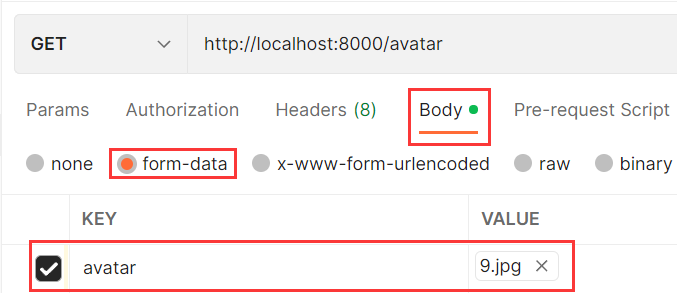 GET http://localhost:8000/avatar
Params Authorization Headers (8) Body Pre-request Script
none form-data x-www-form-urlencoded raw binary
KEY VALUE
avatar 9.jpg